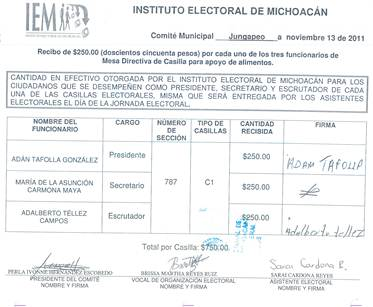 IEM
INSTITUTO ELECTORAL DE MICHOACÁN
Comité Municipal Jungapeo a noviembre 13 de 2011
Recibo de $250.00 (doscientos cincuenta pesos) por cada uno de los tres funcionarios de
Mesa Directiva de Casilla para apoyo de alimentos.
CANTIDAD EN EFECTIVO OTORGADA POR EL INSTITUTO ELECTORAL DE MICHOACÁN PARA LOS
CIUDADANOS QUE SE DESEMPEÑEN COMO PRESIDENTE, SECRETARIO Y ESCRUTADOR DE CADA
UNA DE LAS CASILLAS ELECTORALES, MISMA QUE SERÁ ENTREGADA POR LOS ASISTENTES
ELECTORALES EL DÍA DE LA JORNADA ELECTORAL.
NOMBRE DEL FUNCIONARIO CARGO NÚMERO DE SECCIÓN TIPO DE CASILLAS CANTIDAD RECIBIDA FIRMA
ADÁN TAFOLLA GONZÁLEZ Presidente $250.00 ADAM TAFOLLA
MARÍA DE LA ASUNCIÓN CARMONA MAYA Secretario 787 C1 $250.00
ADALBERTO TÉLLEZ CAMPOS Escrutador $250.00 Adalberto tellez
Total por Casilla: $750.00
Sarai Cardona R.
PERLA IVONNE HERNANDEZ ESCOBEDO BRISSA MARTHA REYES RUIZ SARAI CARDONA REYES
PRESIDENTE DEL COMITÉ VOCAL DE ORGANIZACIÓN ELECTORAL ASISTENTE ELECTORAL
NOMBRE Y FIRMA NOMBRE Y FIRMA NOMBRE Y FIRMA